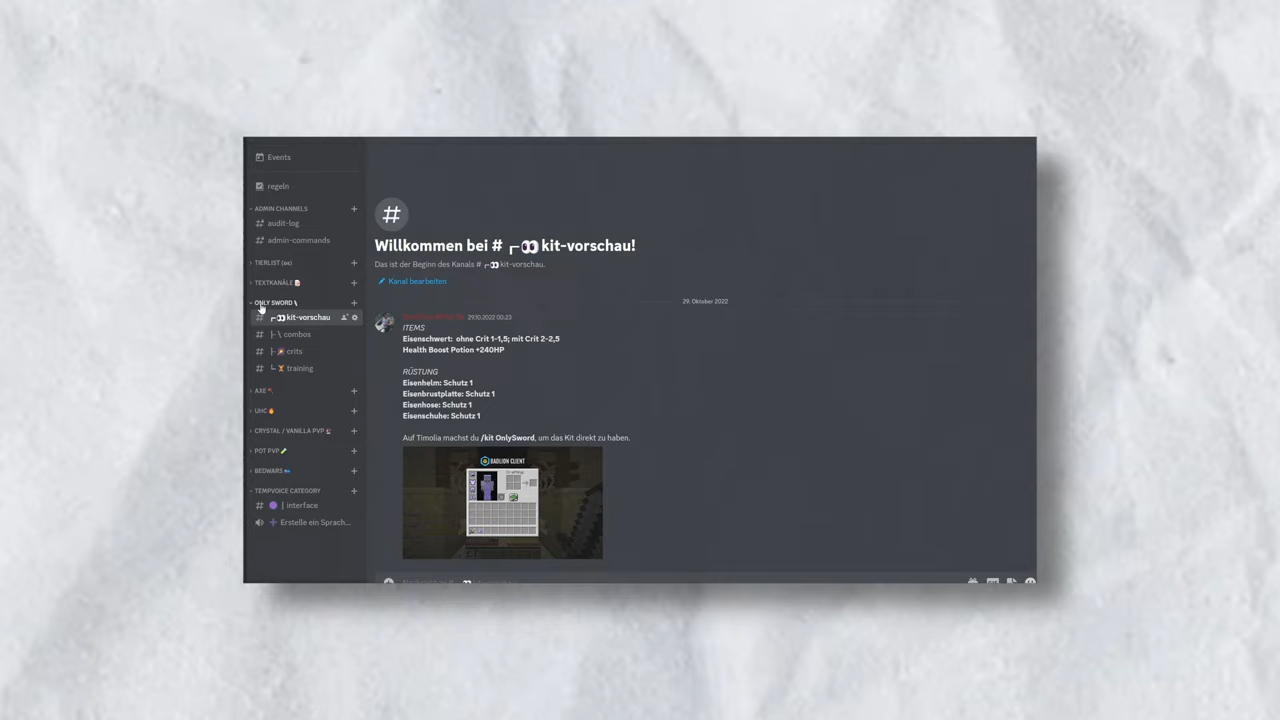 Events
regeln
ADMIN CHANNELS
audit-log
admin-commands
TIERLIST
TEXTKANÄLE
ONLY SWORD
kit-vorschau
combos
crits
training
AXE
UHC
CRYSTAL / VANILLA PVP
POT PVP
BEDWARS
TEMPVOICE CATEGORY
| interface
Erstelle ein Sprach...
Willkommen bei # ┌─👀kit-vorschau!
Das ist der Beginn des Kanals # ┌─👀kit-vorschau.
Kanal bearbeiten
29. Oktober 2022
29.10.2022 00:23
ITEMS
Eisenschwert: ohne Crit 1-1,5; mit Crit 2-2,5
Health Boost Potion +240HP
RÜSTUNG
Eisenhelm: Schutz 1
Eisenbrustplatte: Schutz 1
Eisenhose: Schutz 1
Eisenschuhe: Schutz 1
Auf Timolia machst du /kit OnlySword, um das Kit direkt zu haben.
BADLION CLIENT